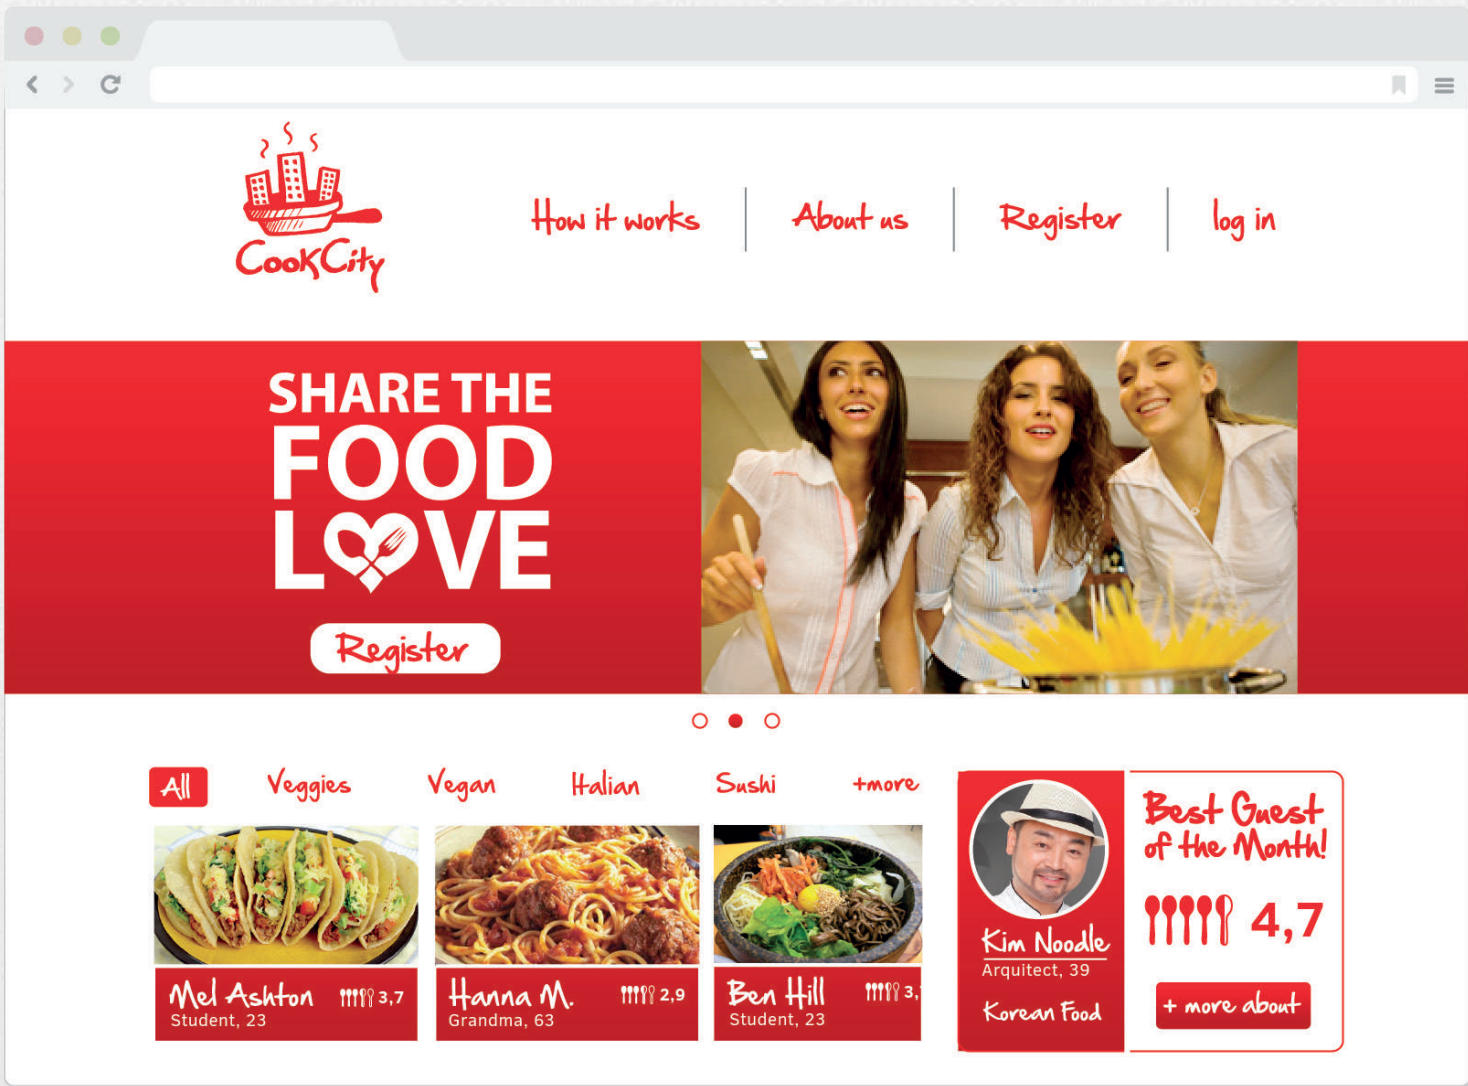 CookCity
How it works
About us
Register
log in
SHARE THE
FOOD
LOVE
Register
All
Veggies
Vegan
Italian
Sushi
+more
Mel Ashton
3,7
Student, 23
Hanna M.
2,9
Grandma, 63
Ben Hill
3,
Student, 23
Kim Noodle
Arquitect, 39
Korean Food
Best Guest
of the Month!
4,7
+ more about